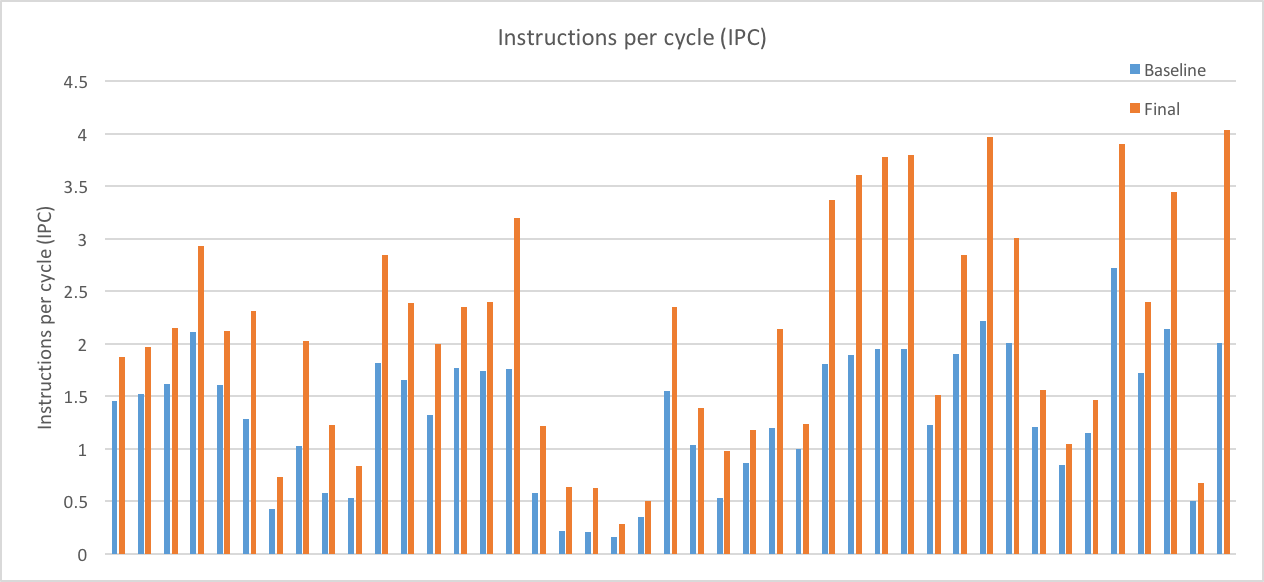 Instructions per cycle (IPC)
Baseline
Final
Instructions per cycle (IPC)
4.5
4
3.5
3
2.5
2
1.5
1
0.5
0